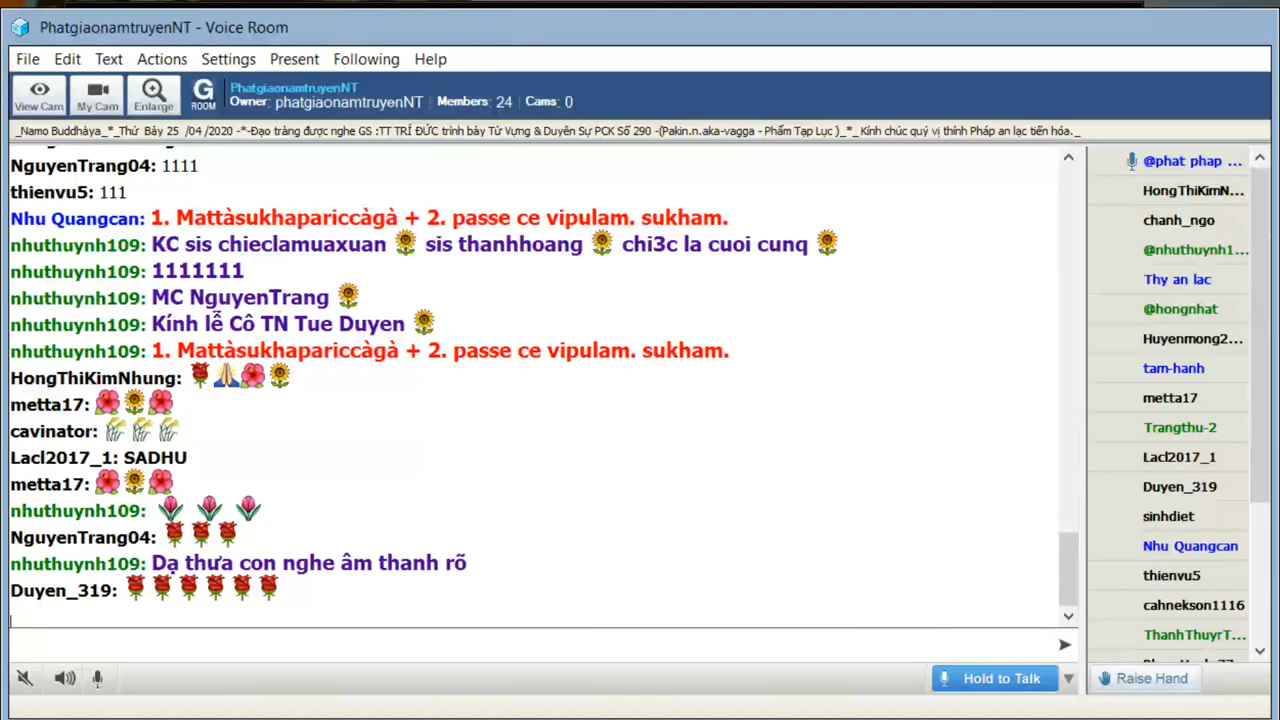 PhatgiaonamtruyenNT - Voice Room
File Edit Text Actions Settings Present Following Help
View Cam My Cam Enlarge G ROOM
PhatgiaonamtruyenNT
Owner: phatgiaonamtruyenNT Members: 24 Cams: 0
_Namo Buddhàya_*_Thứ Bảy 25 /04 /2020 -*-Đạo tràng được nghe GS :TT TRÍ ĐỨC trình bày Từ Vựng & Duyên Sự PCK Số 290 -(Pakin.n.aka-vagga - Phẩm Tạp Lục )_*_ Kính chúc quý vị thính Pháp an lạc tiến hóa._
NguyenTrang04: 1111
thienvu5: 111
Nhu Quangcan: 1. Mattàsukhapariccàgà + 2. passe ce vipulam. sukham.
nhuthuynh109: KC sis chieclamuaxuan 🌻 sis thanhhoang 🌻 chi3c la cuoi cunq 🌻
nhuthuynh109: 1111111
nhuthuynh109: MC NguyenTrang 🌻
nhuthuynh109: Kính lễ Cô TN Tue Duyen 🌻
nhuthuynh109: 1. Mattàsukhapariccàgà + 2. passe ce vipulam. sukham.
HongThiKimNhung: 🌹🙏🌺🌻
metta17: 🌺🌻🌺
cavinator: 🌾🌾🌾
Lacl2017_1: SADHU
metta17: 🌺🌻🌺
nhuthuynh109: 🌷 🌷 🌷
NguyenTrang04: 🌹🌹🌹
nhuthuynh109: Dạ thưa con nghe âm thanh rõ
Duyen_319: 🌹🌹🌹🌹🌹🌹
@phat phap ...
HongThiKimN...
chanh_ngo
@nhuthuynh1...
Thy an lac
@hongnhat
Huyenmong2...
tam-hanh
metta17
Trangthu-2
Lacl2017_1
Duyen_319
sinhdiet
Nhu Quangcan
thienvu5
cahnekson1116
ThanhThuyrT...
Hold to Talk
Raise Hand